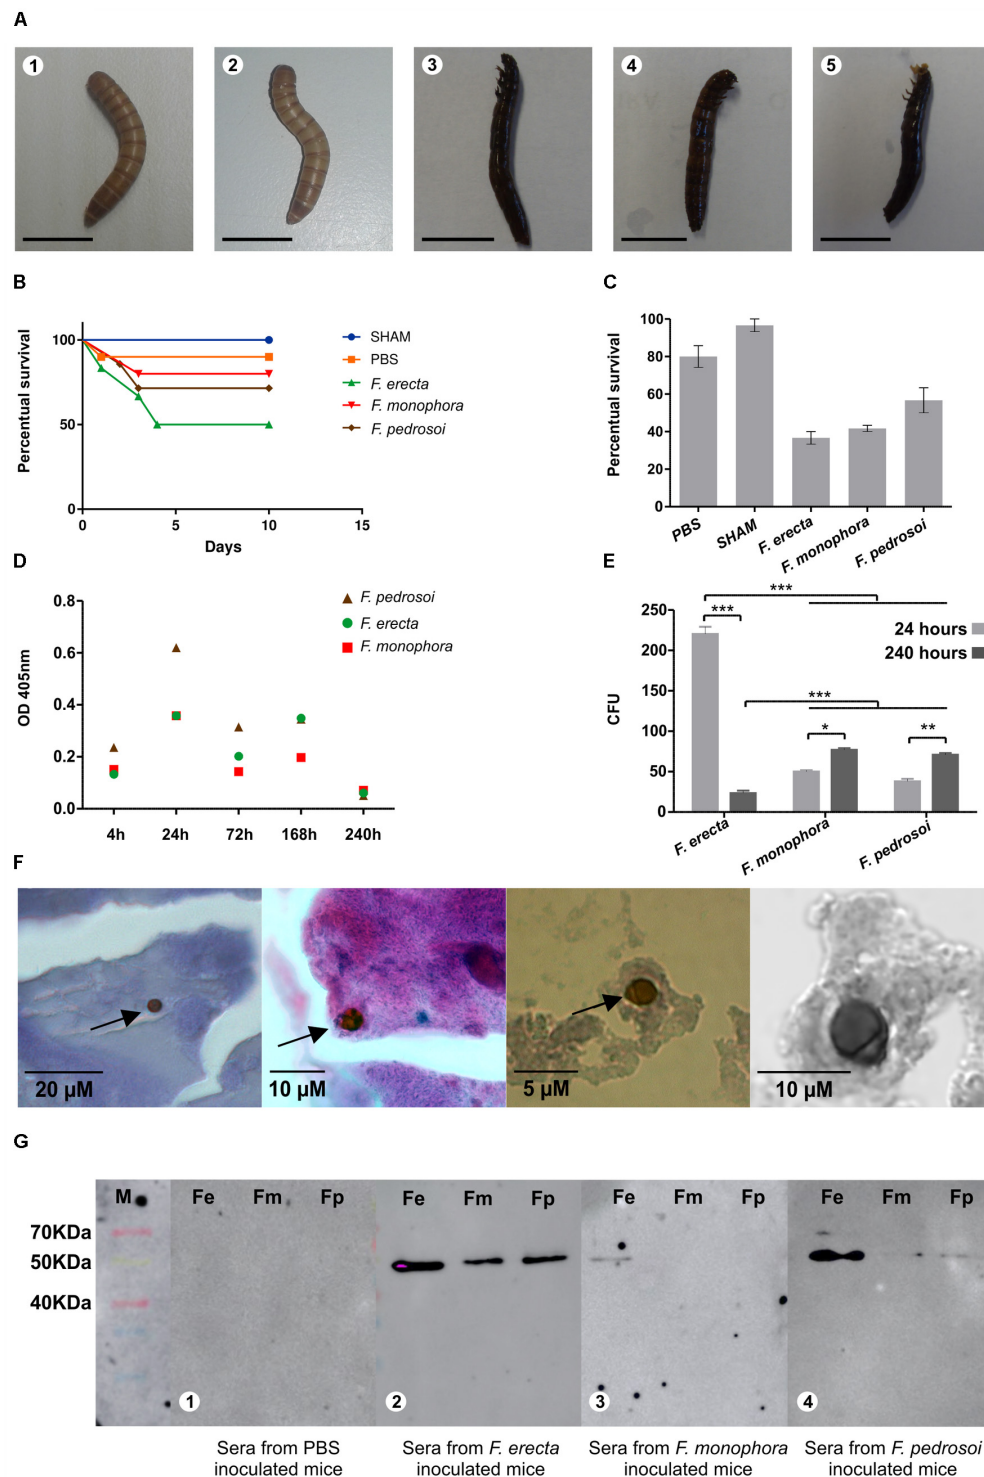 A
1 2 3 4 5
B
Percentual survival
100
50
0
0 5 10 15
Days
SHAM
PBS
F. erecta
F. monophora
F. pedrosoi
C
Percentual survival
100
80
60
40
20
0
PBS SHAM F. erecta F. monophora F. pedrosoi
D
OD 405nm
0.8
0.6
0.4
0.2
0.0
4h 24h 72h 168h 240h
F. pedrosoi
F. erecta
F. monophora
E
CFU
250
200
150
100
50
0
***
***
***
*
**
24 hours
240 hours
F. erecta F. monophora F. pedrosoi
F
20 µM 10 µM 5 µM 10 µM
G
M Fe Fm Fp Fe Fm Fp Fe Fm Fp Fe Fm Fp
70KDa
50KDa
40KDa
1 2 3 4
Sera from PBS
inoculated mice
Sera from F. erecta
inoculated mice
Sera from F. monophora
inoculated mice
Sera from F. pedrosoi
inoculated mice